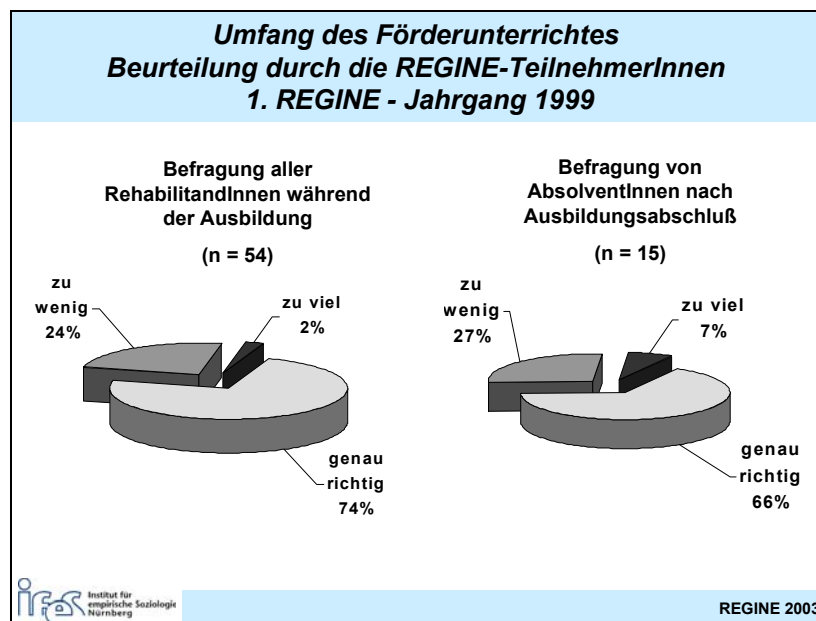 Umfang des Förderunterrichtes
Beurteilung durch die REGINE-TeilnehmerInnen
1. REGINE - Jahrgang 1999
Befragung aller
RehabilitandInnen während
der Ausbildung
(n = 54)
zu
wenig
24%
zu viel
2%
genau
richtig
74%
Befragung von
AbsolventInnen nach
Ausbildungsabschluß
(n = 15)
zu
wenig
27%
zu viel
7%
genau
richtig
66%
ifes
Institut für
empirische Soziologie
Nürnberg
REGINE 2003